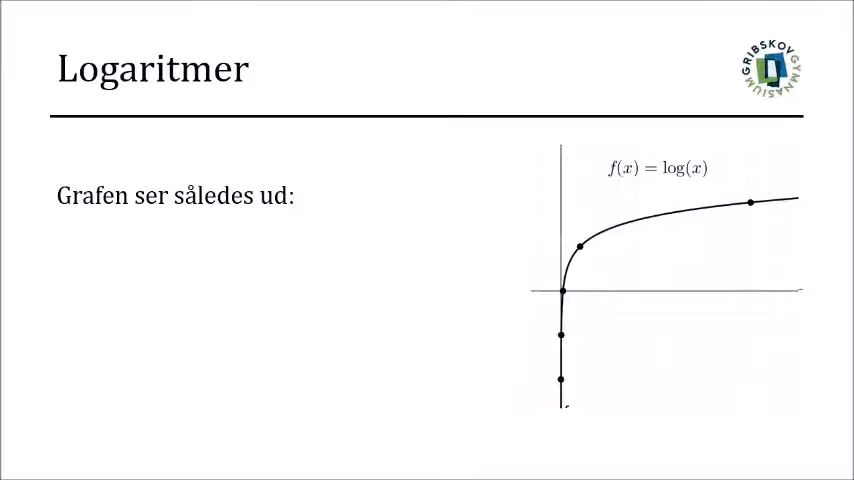 Logaritmer
GRIBSKOV GYMNASIUM
f(x) = log(x)
Grafen ser således ud: